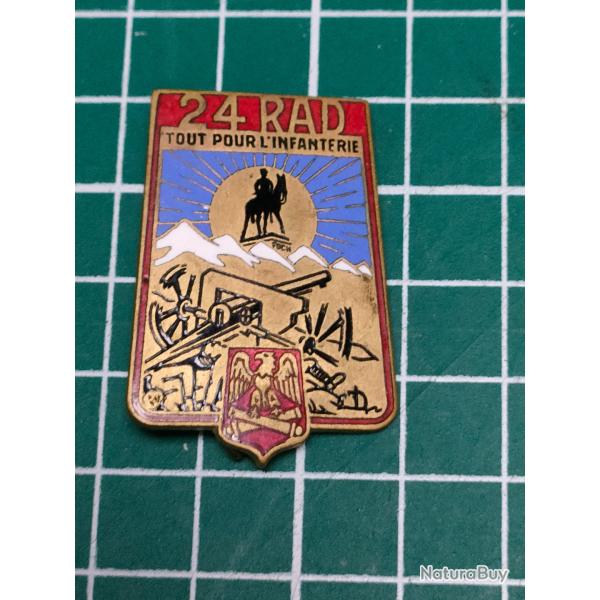 24 RAD
TOUT POUR L'INFANTERIE
FOCH
NaturaBuy